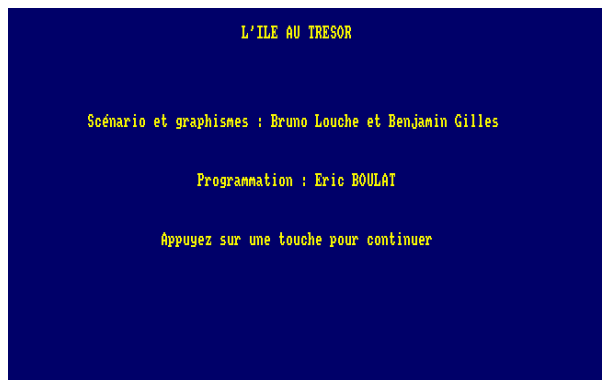 L'ILE AU TRESOR
Scénario et graphismes : Bruno Louche et Benjamin Gilles
Programmation : Eric BOULAT
Appuyez sur une touche pour continuer